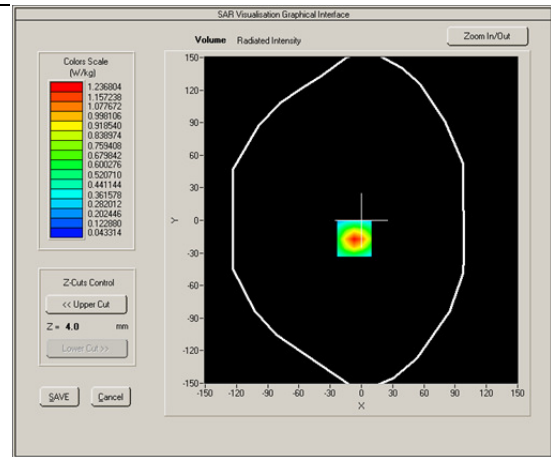 SAR Visualisation Graphical Interface
Volume Radiated Intensity
Zoom In/Out
Colors Scale
(W/kg)
1.236804
1.157238
1.077672
0.998106
0.918540
0.838974
0.759408
0.679842
0.600276
0.520710
0.441144
0.361578
0.282012
0.202446
0.122880
0.043314
Z-Cuts Control
<< Upper Cut
Z = 4.0 mm
Lower Cut >>
SAVE Cancel
150
120
90
60
30
0
-30
-60
-90
-120
-150
Y
-150 -120 -90 -60 -30 0 30 60 90 120 150
X